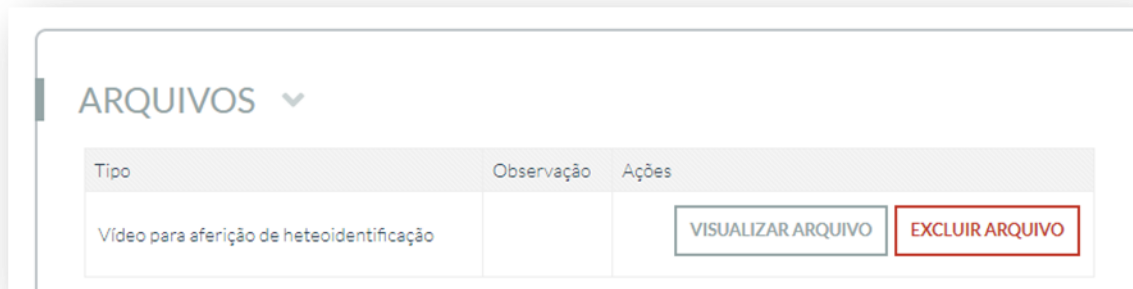 ARQUIVOS
Tipo Observação Ações
Vídeo para aferição de heteoidentificação VISUALIZAR ARQUIVO EXCLUIR ARQUIVO